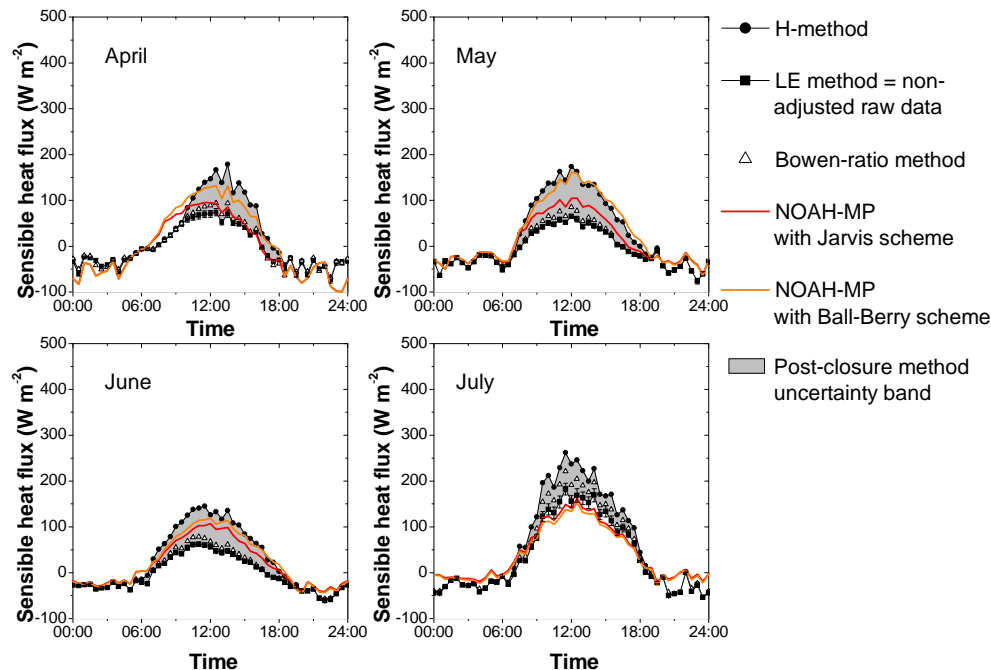 Sensible heat flux (W m-2)
500
400
300
200
100
0
-100
April
00:00 06:00 12:00 18:00 24:00
Time
Sensible heat flux (W m-2)
500
400
300
200
100
0
-100
May
00:00 06:00 12:00 18:00 24:00
Time
Sensible heat flux (W m-2)
500
400
300
200
100
0
-100
June
00:00 06:00 12:00 18:00 24:00
Time
Sensible heat flux (W m-2)
500
400
300
200
100
0
-100
July
00:00 06:00 12:00 18:00 24:00
Time
H-method
LE method = non-
adjusted raw data
Bowen-ratio method
NOAH-MP
with Jarvis scheme
NOAH-MP
with Ball-Berry scheme
Post-closure method
uncertainty band